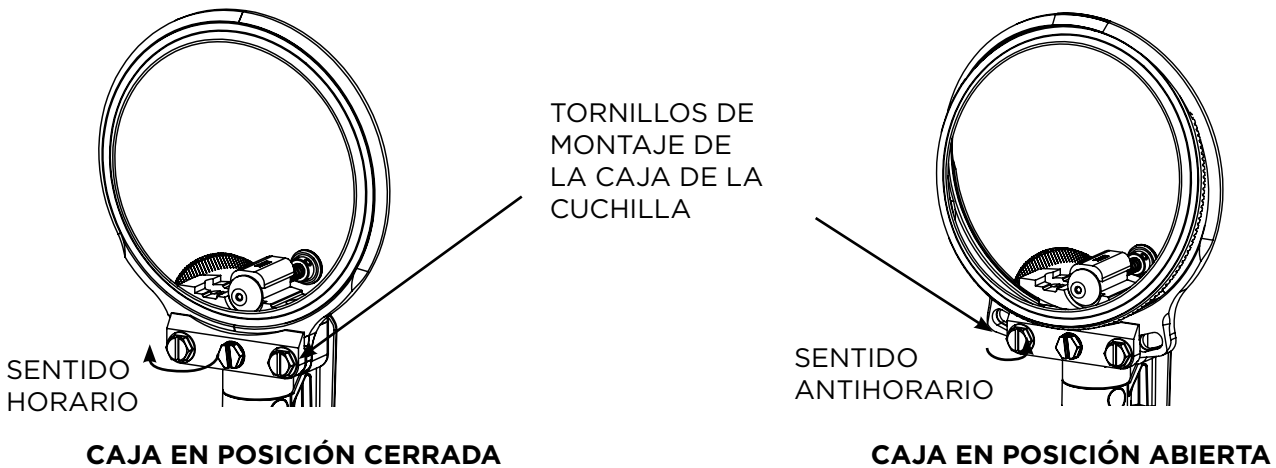 TORNILLOS DE
MONTAJE DE
LA CAJA DE LA
CUCHILLA
SENTIDO
HORARIO
SENTIDO
ANTIHORARIO
CAJA EN POSICIÓN CERRADA
CAJA EN POSICIÓN ABIERTA